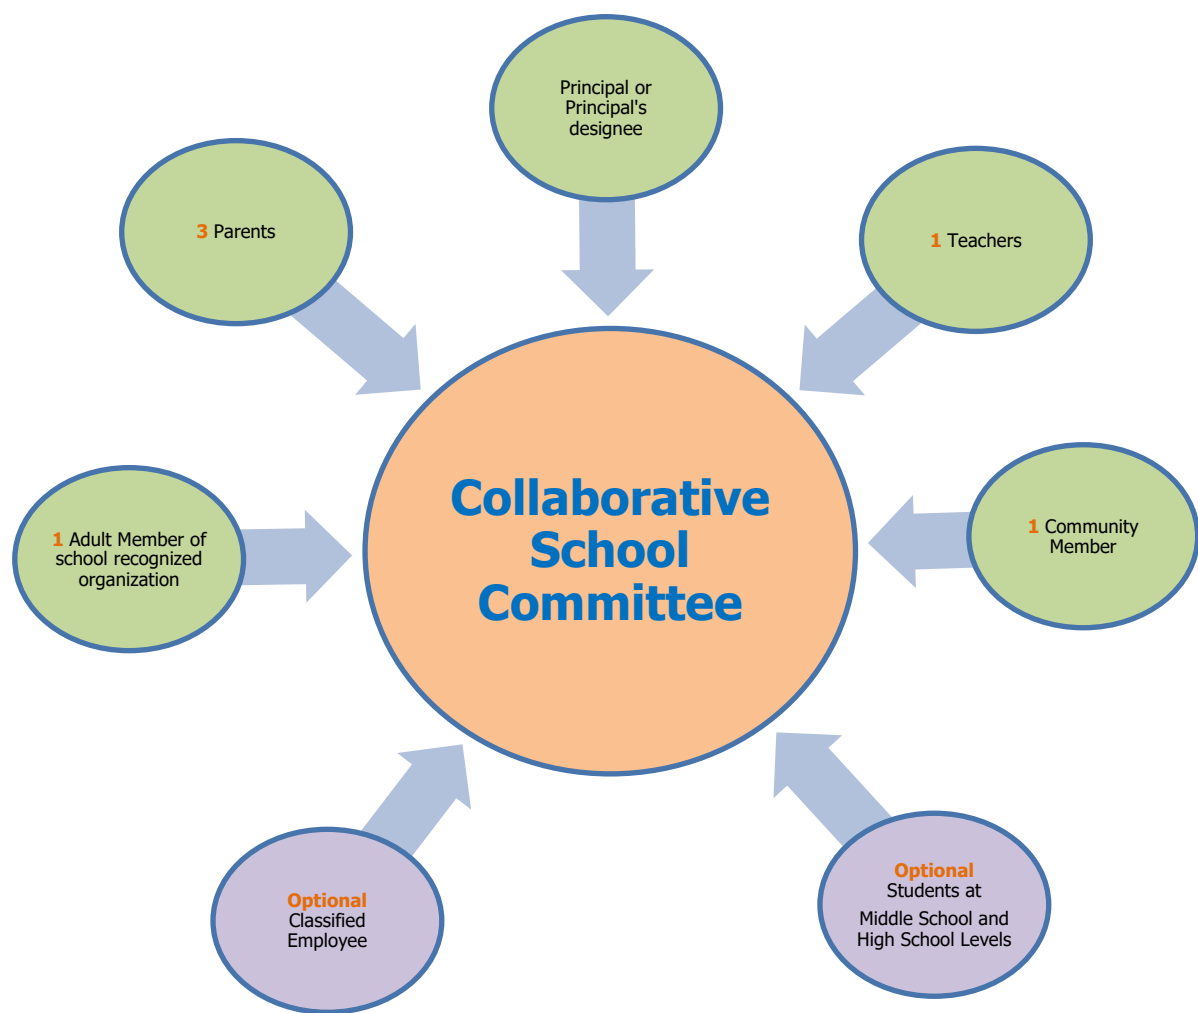 Principal or
Principal's
designee
3 Parents
1 Teachers
Collaborative
School
Committee
1 Adult Member of
school recognized
organization
1 Community
Member
Optional
Classified
Employee
Optional
Students at
Middle School and
High School Levels